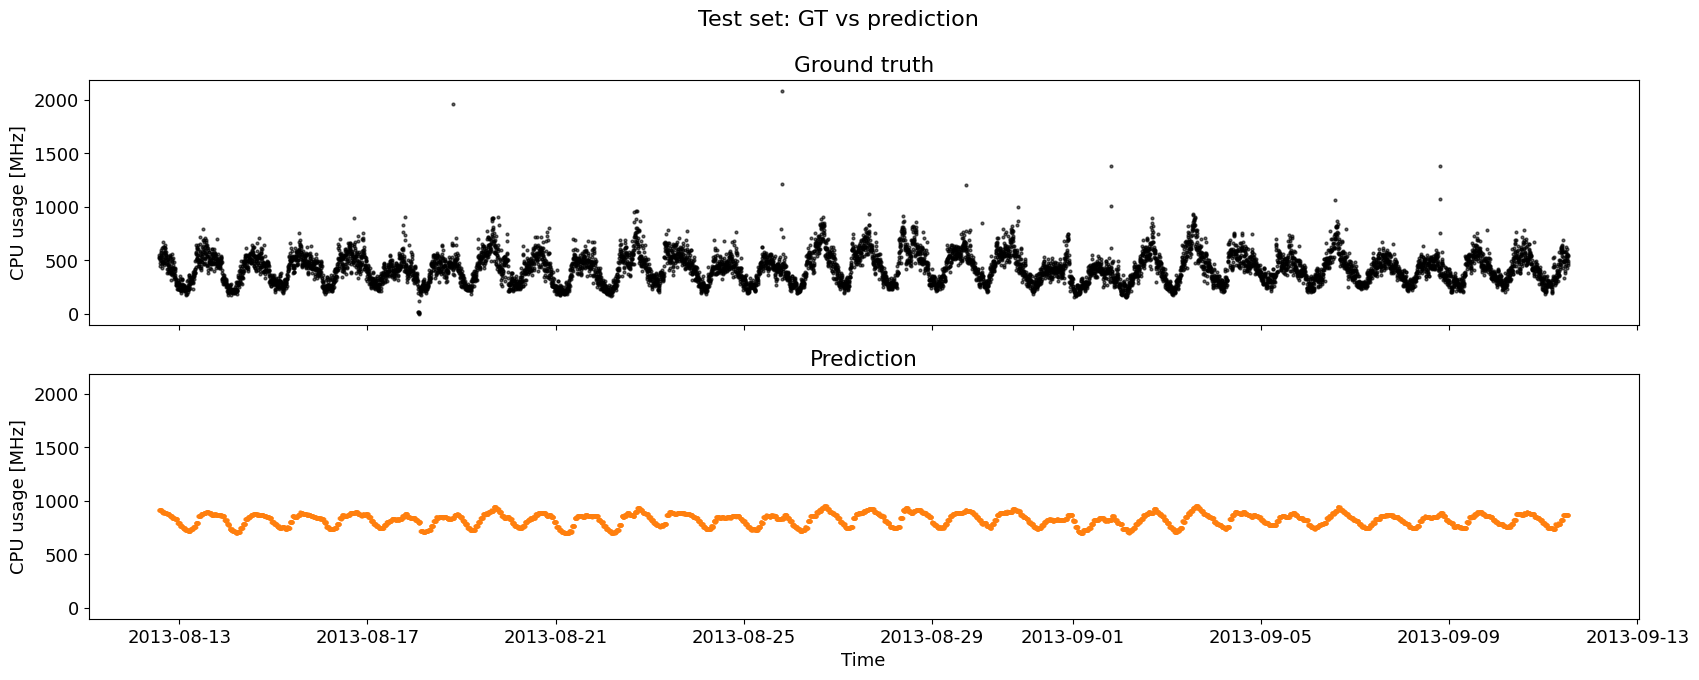 Test set: GT vs prediction
Ground truth
CPU usage [MHz]
2000
1500
1000
500
0
Prediction
CPU usage [MHz]
2000
1500
1000
500
0
2013-08-13 2013-08-17 2013-08-21 2013-08-25 2013-08-29 2013-09-01 2013-09-05 2013-09-09 2013-09-13
Time